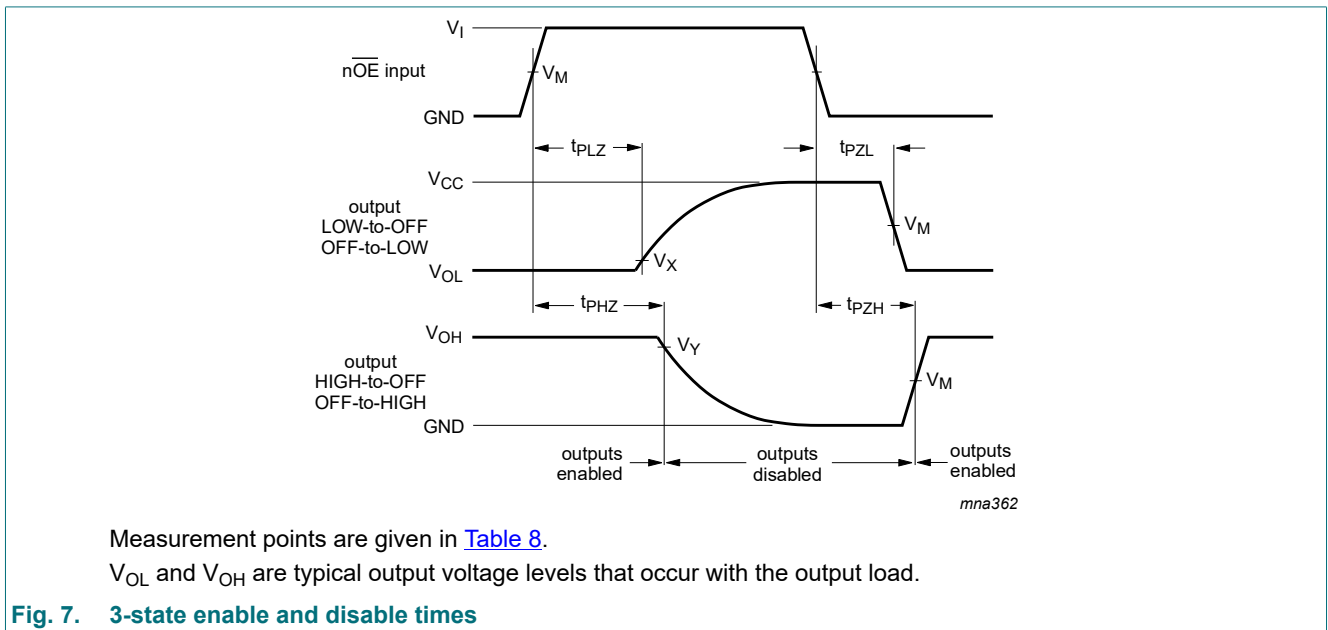 V_I
nO̅E̅ input
V_M
GND
t_PLZ
t_PZL
V_CC
output
LOW-to-OFF
OFF-to-LOW
V_M
V_X
V_OL
t_PHZ
t_PZH
V_OH
V_Y
output
HIGH-to-OFF
OFF-to-HIGH
V_M
GND
outputs
enabled
outputs
disabled
outputs
enabled
mna362
Measurement points are given in Table 8.
V_OL and V_OH are typical output voltage levels that occur with the output load.
Fig. 7. 3-state enable and disable times